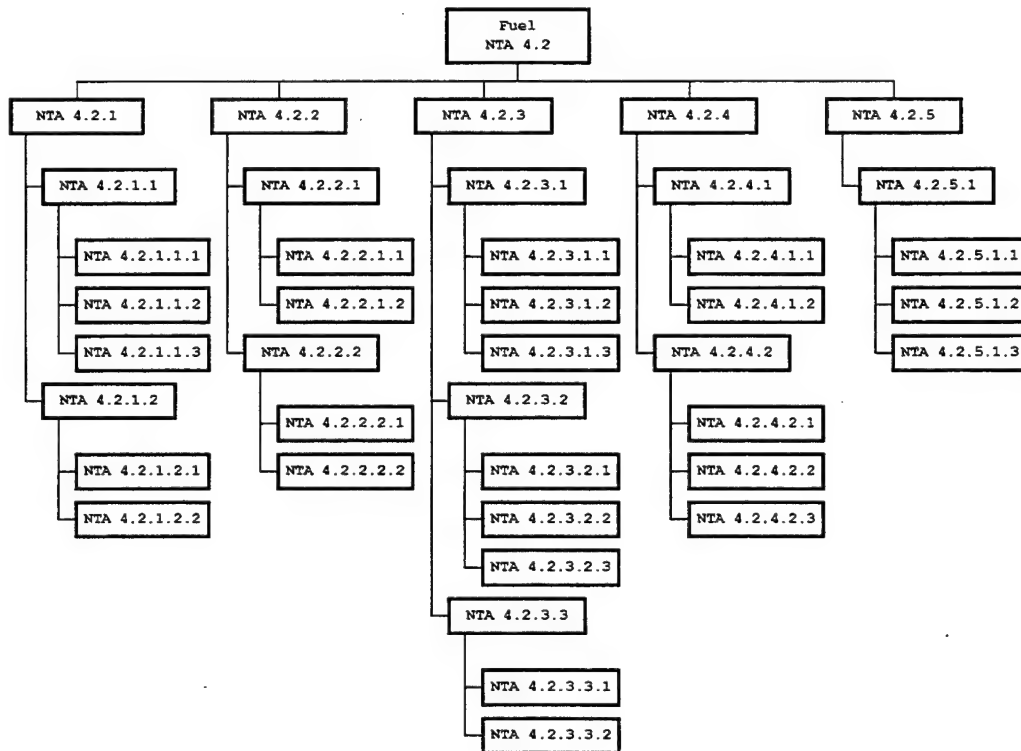 Fuel
NTA 4.2
NTA 4.2.1
NTA 4.2.1.1
NTA 4.2.1.1.1
NTA 4.2.1.1.2
NTA 4.2.1.1.3
NTA 4.2.1.2
NTA 4.2.1.2.1
NTA 4.2.1.2.2
NTA 4.2.2
NTA 4.2.2.1
NTA 4.2.2.1.1
NTA 4.2.2.1.2
NTA 4.2.2.2
NTA 4.2.2.2.1
NTA 4.2.2.2.2
NTA 4.2.3
NTA 4.2.3.1
NTA 4.2.3.1.1
NTA 4.2.3.1.2
NTA 4.2.3.1.3
NTA 4.2.3.2
NTA 4.2.3.2.1
NTA 4.2.3.2.2
NTA 4.2.3.2.3
NTA 4.2.3.3
NTA 4.2.3.3.1
NTA 4.2.3.3.2
NTA 4.2.4
NTA 4.2.4.1
NTA 4.2.4.1.1
NTA 4.2.4.1.2
NTA 4.2.4.2
NTA 4.2.4.2.1
NTA 4.2.4.2.2
NTA 4.2.4.2.3
NTA 4.2.5
NTA 4.2.5.1
NTA 4.2.5.1.1
NTA 4.2.5.1.2
NTA 4.2.5.1.3